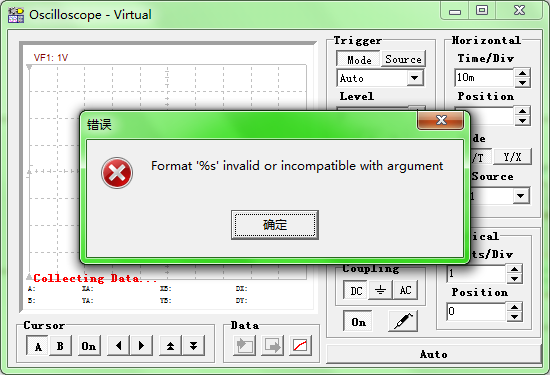 Oscilloscope - Virtual
VF1: 1V
Trigger
Mode
Source
Auto
Level
Horizontal
Time/Div
10m
Position
Y/X
Source
错误
Format '%s' invalid or incompatible with argument
确定
Collecting Data...
A:
XA:
XB:
DX:
B:
YA:
YB:
DY:
Coupling
DC
AC
On
1
Position
0
Cursor
A
B
On
Data
Auto